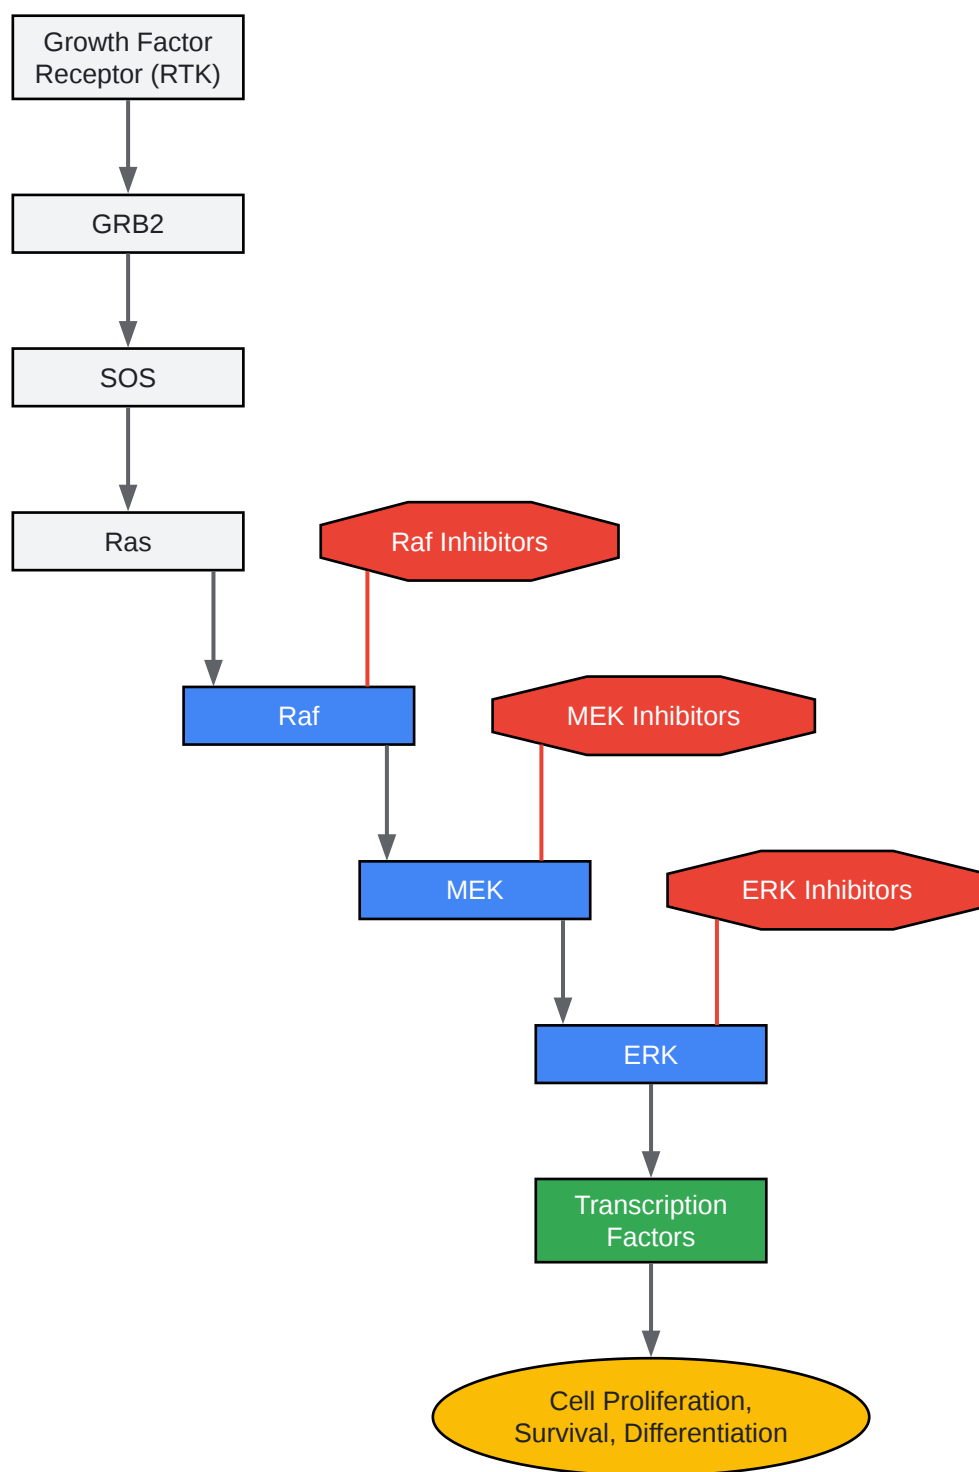 Growth Factor
Receptor (RTK)
GRB2
SOS
Ras
Raf Inhibitors
Raf
MEK Inhibitors
MEK
ERK Inhibitors
ERK
Transcription
Factors
Cell Proliferation,
Survival, Differentiation